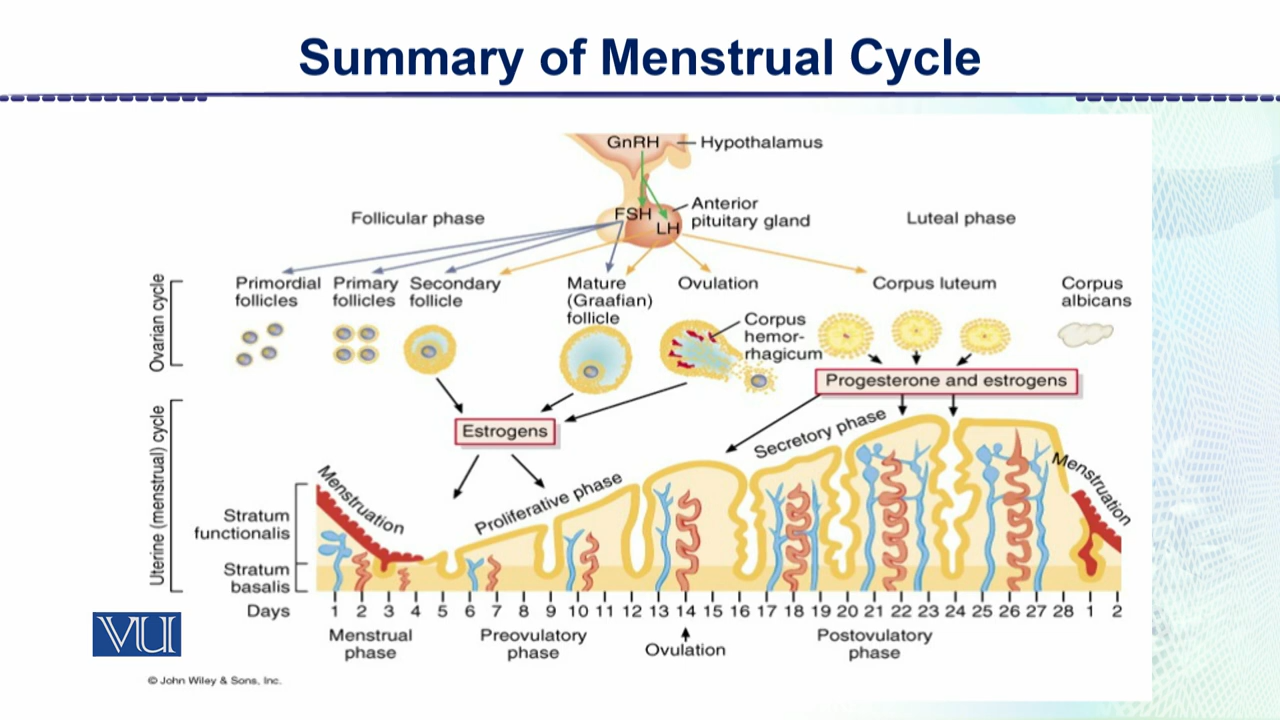 Summary of Menstrual Cycle
GnRH
Hypothalamus
Follicular phase
FSH
LH
Anterior
pituitary gland
Luteal phase
Ovarian cycle
Primordial
follicles
Primary
follicles
Secondary
follicle
Mature
(Graafian)
follicle
Ovulation
Corpus
hemor-
rhagicum
Corpus luteum
Corpus
albicans
Progesterone and estrogens
Estrogens
Uterine (menstrual) cycle
Menstruation
Proliferative phase
Secretory phase
Menstruation
Stratum
functionalis
Stratum
basalis
Days 1 2 3 4 5 6 7 8 9 10 11 12 13 14 15 16 17 18 19 20 21 22 23 24 25 26 27 28 1 2
Menstrual
phase
Preovulatory
phase
Ovulation
Postovulatory
phase
VU
© John Wiley & Sons, Inc.